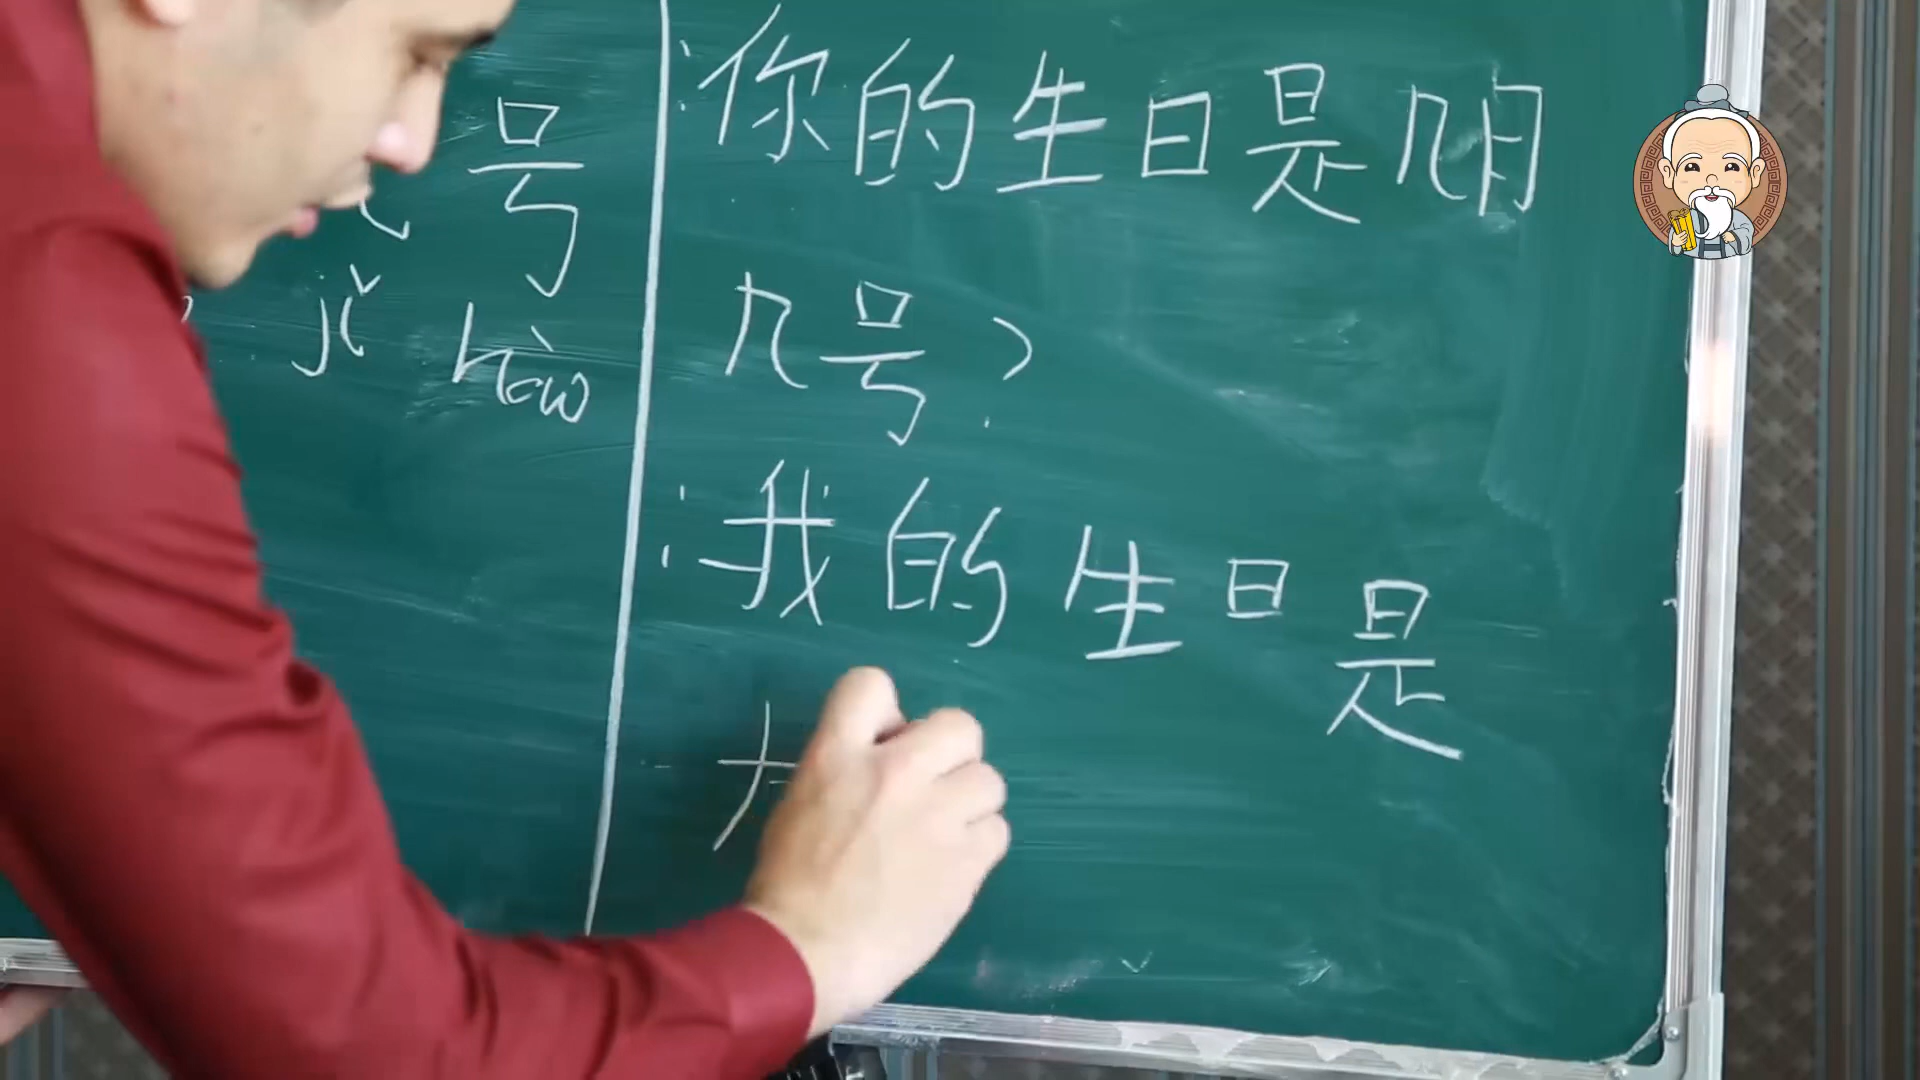 号
jǐ hào
:你的生日是几月
几号?
:我的生日是